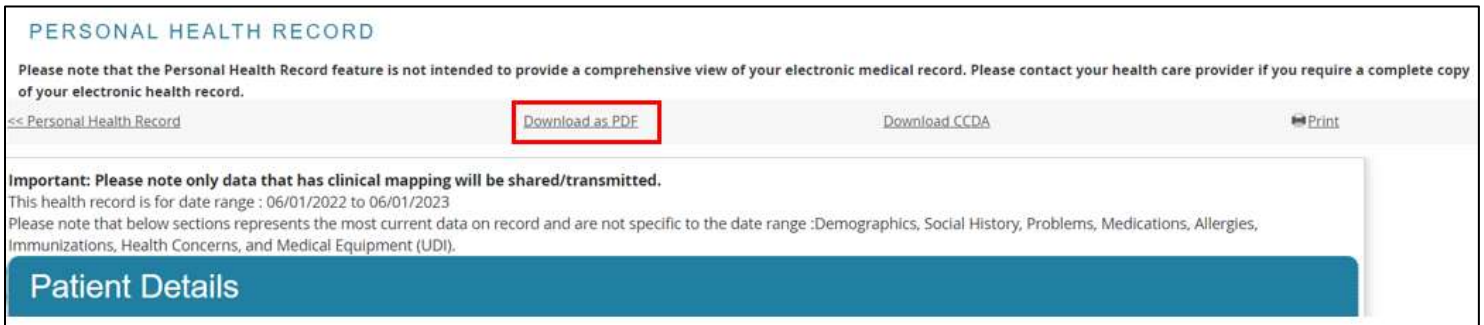 PERSONAL HEALTH RECORD
Please note that the Personal Health Record feature is not intended to provide a comprehensive view of your electronic medical record. Please contact your health care provider if you require a complete copy
of your electronic health record.
<< Personal Health Record Download as PDF Download CCDA Print
Important: Please note only data that has clinical mapping will be shared/transmitted.
This health record is for date range : 06/01/2022 to 06/01/2023
Please note that below sections represents the most current data on record and are not specific to the date range :Demographics, Social History, Problems, Medications, Allergies,
Immunizations, Health Concerns, and Medical Equipment (UDI).
Patient Details